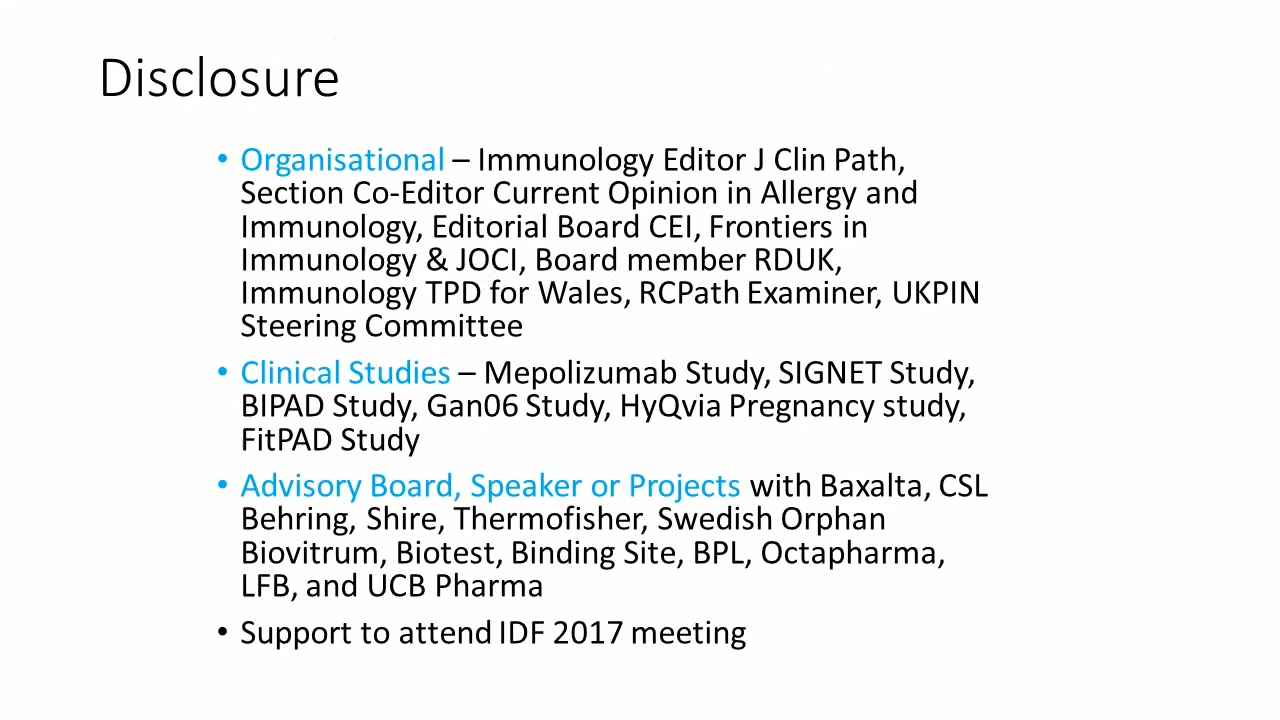 Disclosure
• Organisational – Immunology Editor J Clin Path,
Section Co-Editor Current Opinion in Allergy and
Immunology, Editorial Board CEI, Frontiers in
Immunology & JOCI, Board member RDUK,
Immunology TPD for Wales, RCPath Examiner, UKPIN
Steering Committee
• Clinical Studies – Mepolizumab Study, SIGNET Study,
BIPAD Study, Gan06 Study, HyQvia Pregnancy study,
FitPAD Study
• Advisory Board, Speaker or Projects with Baxalta, CSL
Behring, Shire, Thermofisher, Swedish Orphan
Biovitrum, Biotest, Binding Site, BPL, Octapharma,
LFB, and UCB Pharma
• Support to attend IDF 2017 meeting